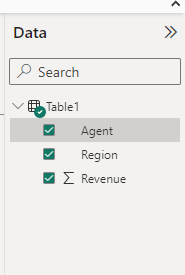 Data
Search
Table1
Agent
Region
Revenue